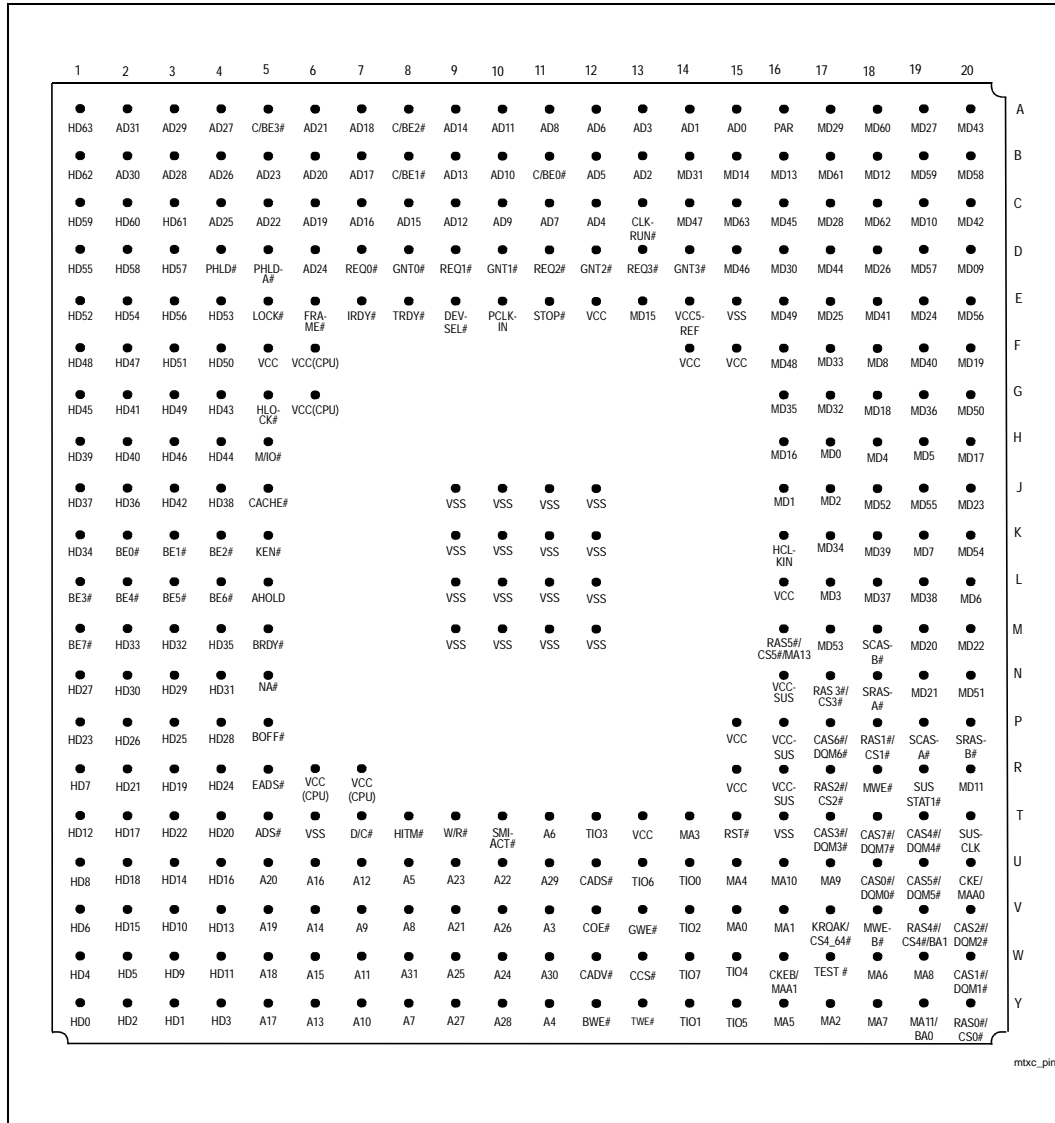 1 2 3 4 5 6 7 8 9 10 11 12 13 14 15 16 17 18 19 20
A
HD63 AD31 AD29 AD27 C/BE3# AD21 AD18 C/BE2# AD14 AD11 AD8 AD6 AD3 AD1 AD0 PAR MD29 MD60 MD27 MD43
B
HD62 AD30 AD28 AD26 AD23 AD20 AD17 C/BE1# AD13 AD10 C/BE0# AD5 AD2 MD31 MD14 MD13 MD61 MD12 MD59 MD58
C
HD59 HD60 HD61 AD25 AD22 AD19 AD16 AD15 AD12 AD9 AD7 AD4 CLK- MD47 MD63 MD45 MD28 MD62 MD10 MD42
RUN#
D
HD55 HD58 HD57 PHLD# PHLD- AD24 REQ0# GNT0# REQ1# GNT1# REQ2# GNT2# REQ3# GNT3# MD46 MD30 MD44 MD26 MD57 MD09
A#
E
HD52 HD54 HD56 HD53 LOCK# FRA- IRDY# TRDY# DEV- PCLK- STOP# VCC MD15 VCC5- VSS MD49 MD25 MD41 MD24 MD56
ME# SEL# IN REF
F
HD48 HD47 HD51 HD50 VCC VCC(CPU) VCC VCC MD48 MD33 MD8 MD40 MD19
G
HD45 HD41 HD49 HD43 HLO- VCC(CPU) MD35 MD32 MD18 MD36 MD50
CK#
H
HD39 HD40 HD46 HD44 M/IO# MD16 MD0 MD4 MD5 MD17
J
HD37 HD36 HD42 HD38 CACHE# VSS VSS VSS VSS MD1 MD2 MD52 MD55 MD23
K
HD34 BE0# BE1# BE2# KEN# VSS VSS VSS VSS HCL- MD34 MD39 MD7 MD54
KIN
L
BE3# BE4# BE5# BE6# AHOLD VSS VSS VSS VSS VCC MD3 MD37 MD38 MD6
M
BE7# HD33 HD32 HD35 BRDY# VSS VSS VSS VSS RAS5#/ MD53 SCAS- MD20 MD22
CS5#/MA13 B#
N
HD27 HD30 HD29 HD31 NA# VCC- RAS 3#/ SRAS- MD21 MD51
SUS CS3# A#
P
HD23 HD26 HD25 HD28 BOFF# VCC VCC- CAS6#/ RAS1#/ SCAS- SRAS-
SUS DQM6# CS1# A# B#
R
HD7 HD21 HD19 HD24 EADS# VCC VCC VCC VCC- RAS2#/ MWE# SUS MD11
(CPU) (CPU) SUS CS2# STAT1#
T
HD12 HD17 HD22 HD20 ADS# VSS D/C# HITM# W/R# SMI- A6 TIO3 VCC MA3 RST# VSS CAS3#/ CAS7#/ CAS4#/ SUS-
ACT# DQM3# DQM7# DQM4# CLK
U
HD8 HD18 HD14 HD16 A20 A16 A12 A5 A23 A22 A29 CADS# TIO6 TIO0 MA4 MA10 MA9 CAS0#/ CAS5#/ CKE/
DQM0# DQM5# MAA0
V
HD6 HD15 HD10 HD13 A19 A14 A9 A8 A21 A26 A3 COE# GWE# TIO2 MA0 MA1 KRQAK/ MWE- RAS4#/ CAS2#/
CS4_64# B# CS4#/BA1 DQM2#
W
HD4 HD5 HD9 HD11 A18 A15 A11 A31 A25 A24 A30 CADV# CCS# TIO7 TIO4 CKEB/ TEST # MA6 MA8 CAS1#/
MAA1 DQM1#
Y
HD0 HD2 HD1 HD3 A17 A13 A10 A7 A27 A28 A4 BWE# TWE# TIO1 TIO5 MA5 MA2 MA7 MA11/ RAS0#/
BA0 CS0#
mtxc_pin